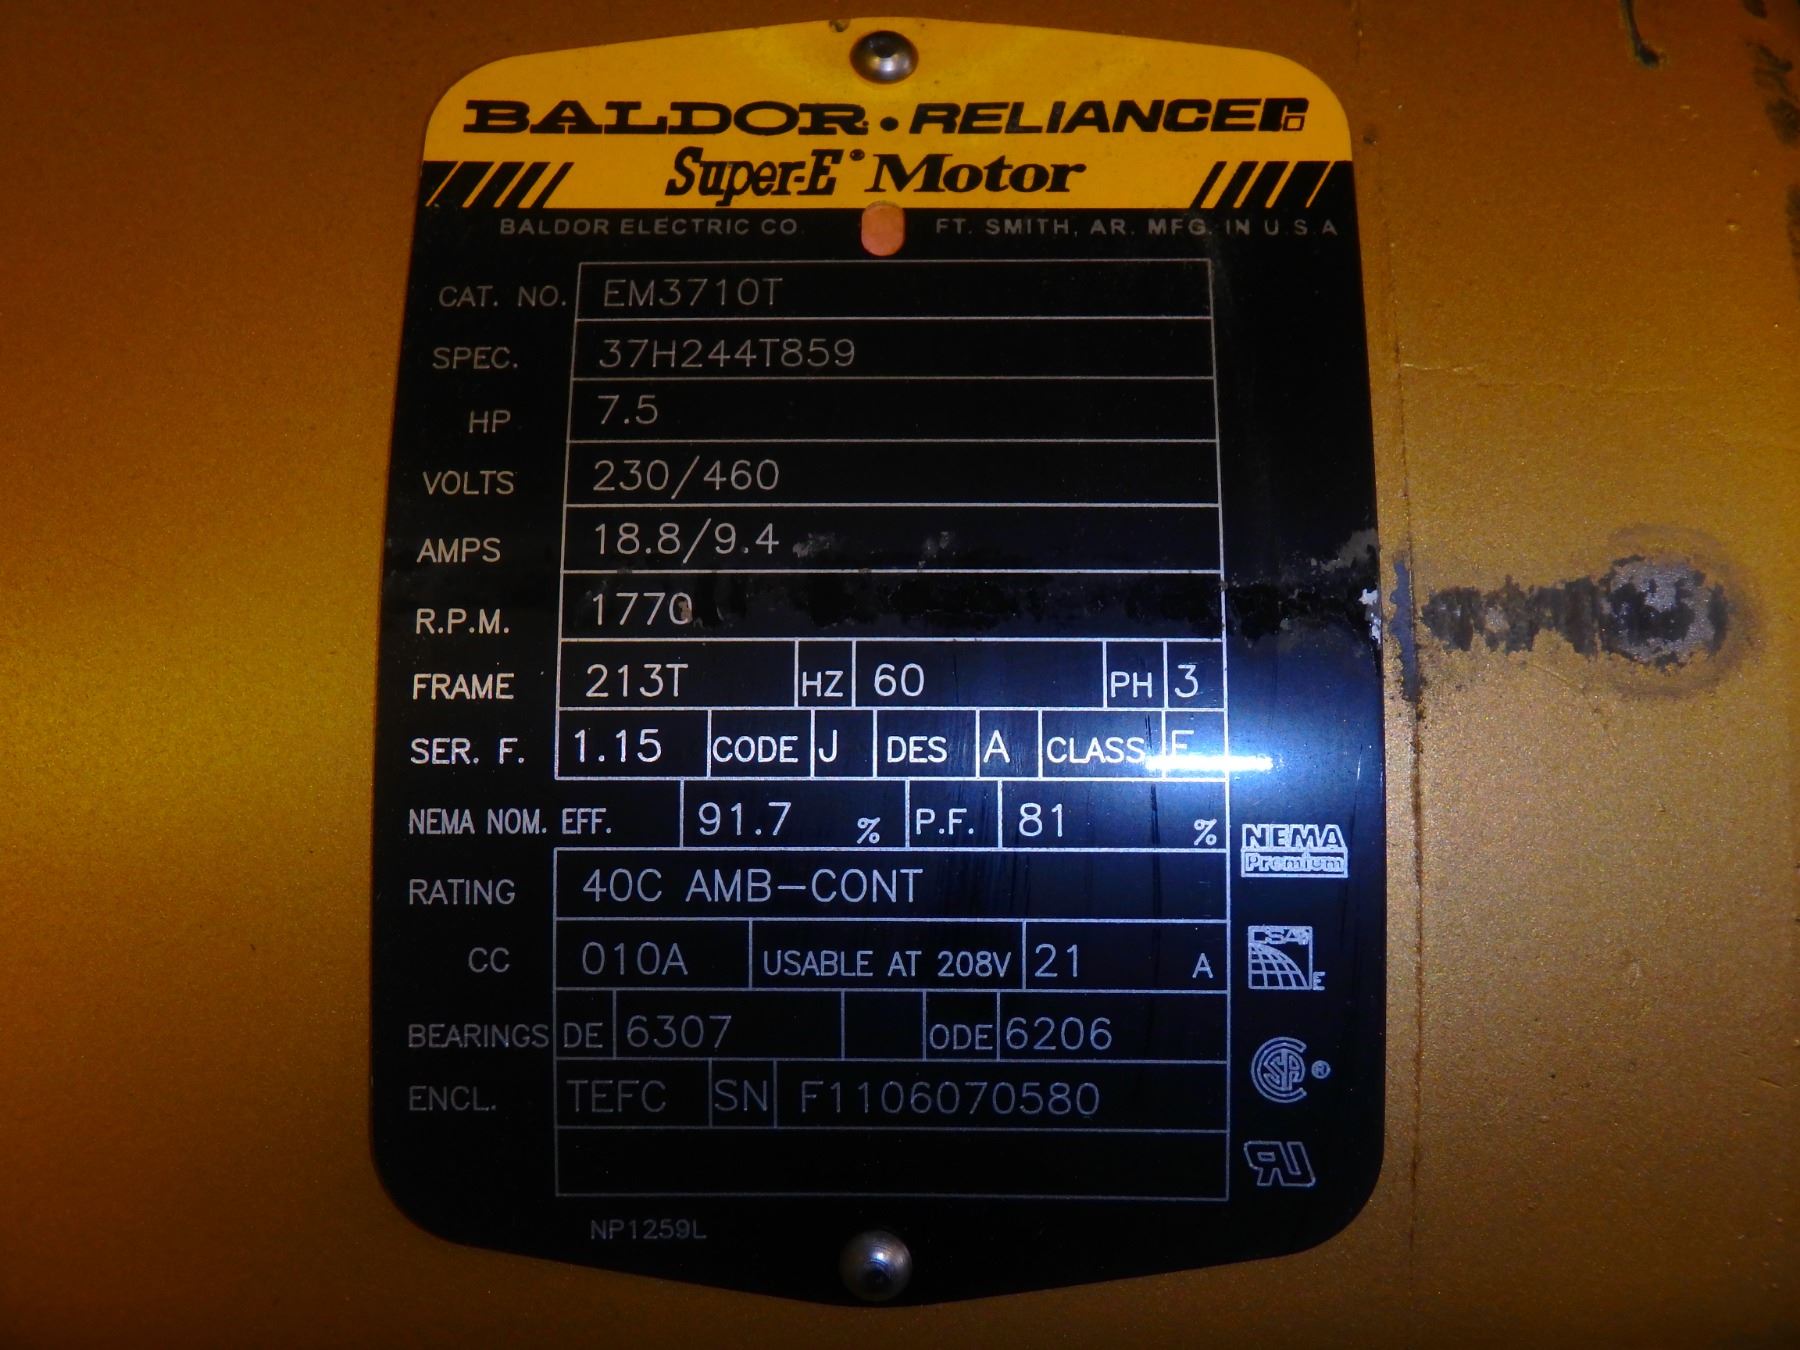 BALDOR • RELIANCE
Super-E® Motor
BALDOR ELECTRIC CO. FT. SMITH, AR. MFG. IN U.S.A
CAT. NO. EM3710T
SPEC. 37H244T859
HP 7.5
VOLTS 230/460
AMPS 18.8/9.4
R.P.M. 1770
FRAME 213T HZ 60 PH 3
SER. F. 1.15 CODE J DES A CLASS F
NEMA NOM. EFF. 91.7 % P.F. 81 %
NEMA
Premium
RATING 40C AMB-CONT
CC 010A USABLE AT 208V 21 A
CSA E
BEARINGS DE 6307 ODE 6206
CSA ®
ENCL. TEFC SN F1106070580
RU
NP1259L